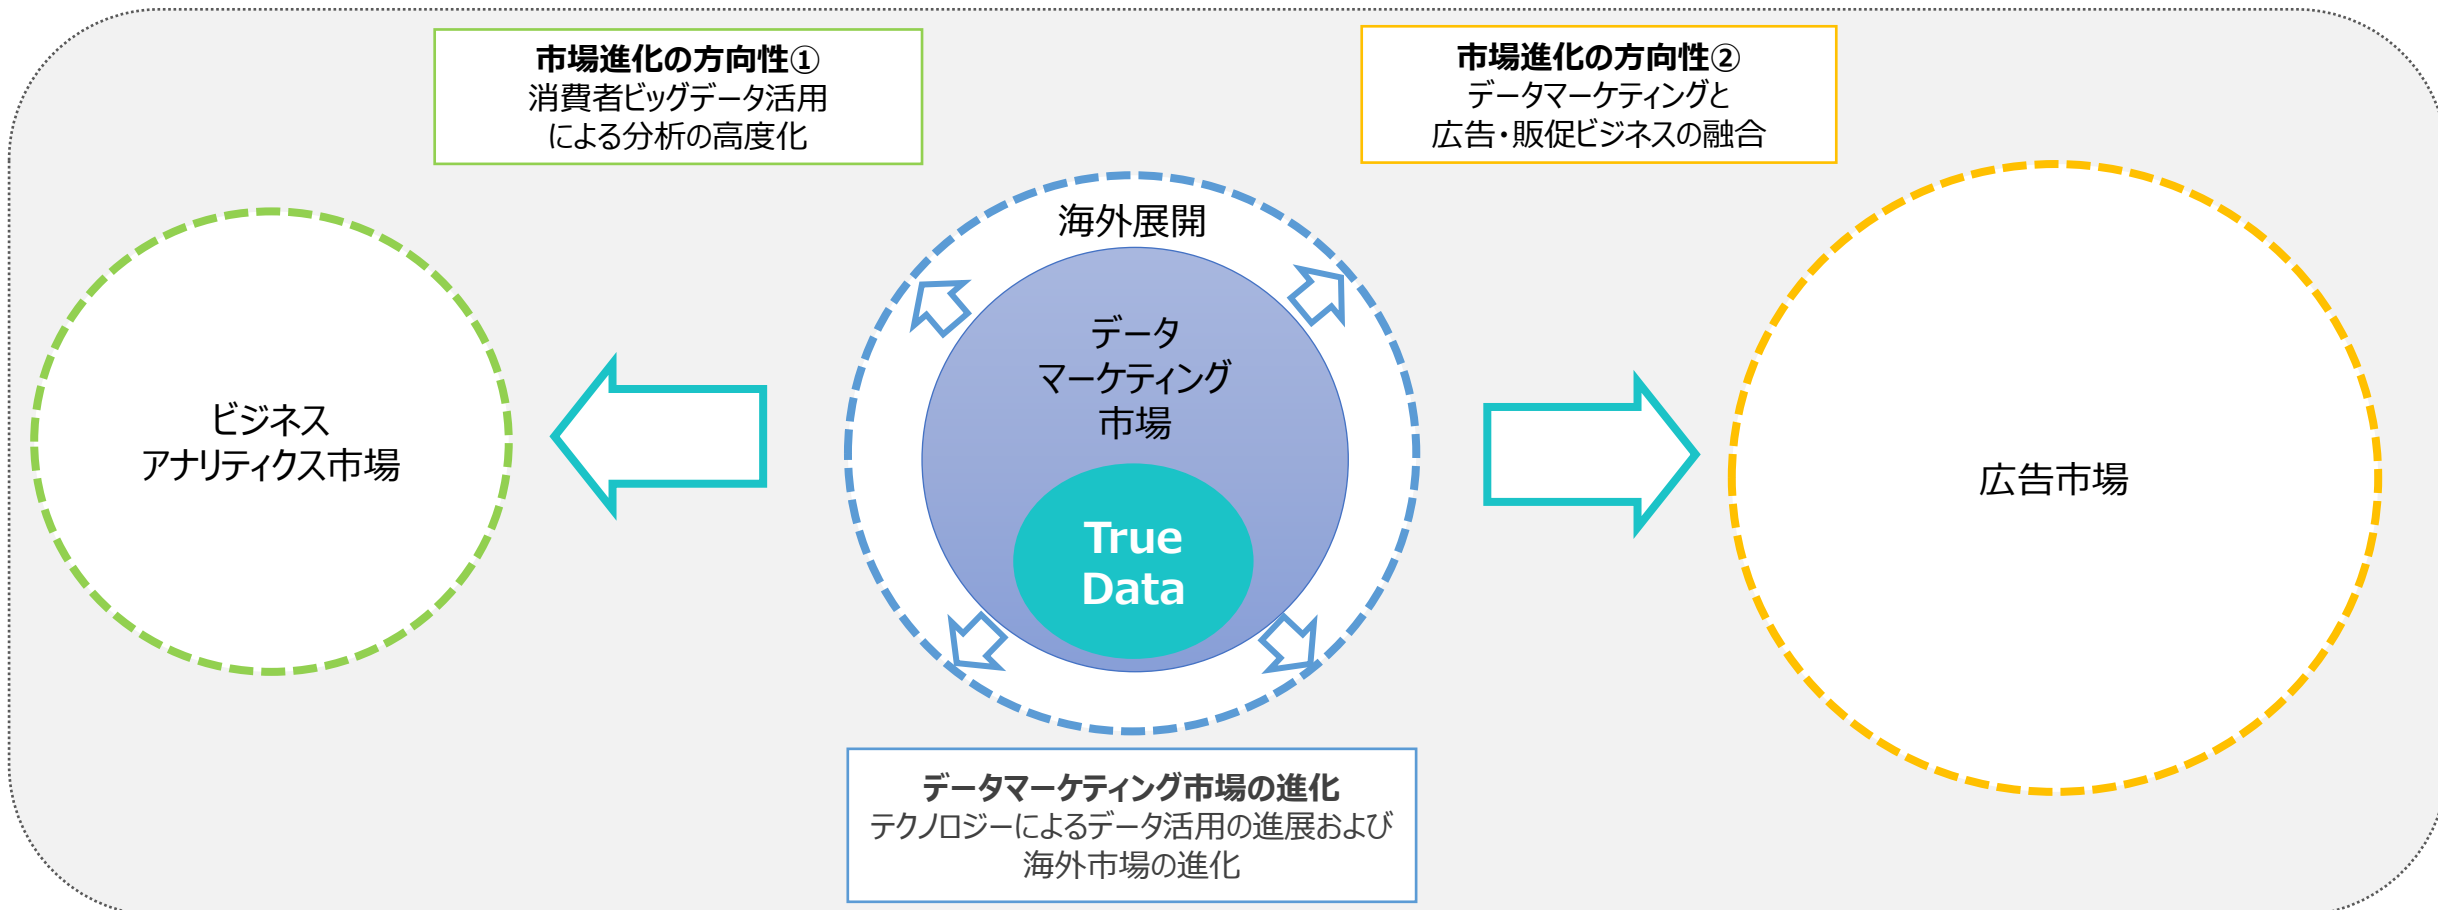 市場進化の方向性①
消費者ビッグデータ活用
による分析の高度化
市場進化の方向性②
データマーケティングと
広告・販促ビジネスの融合
海外展開
データ
マーケティング
市場
True
Data
ビジネス
アナリティクス市場
広告市場
データマーケティング市場の進化
テクノロジーによるデータ活用の進展および
海外市場の進化